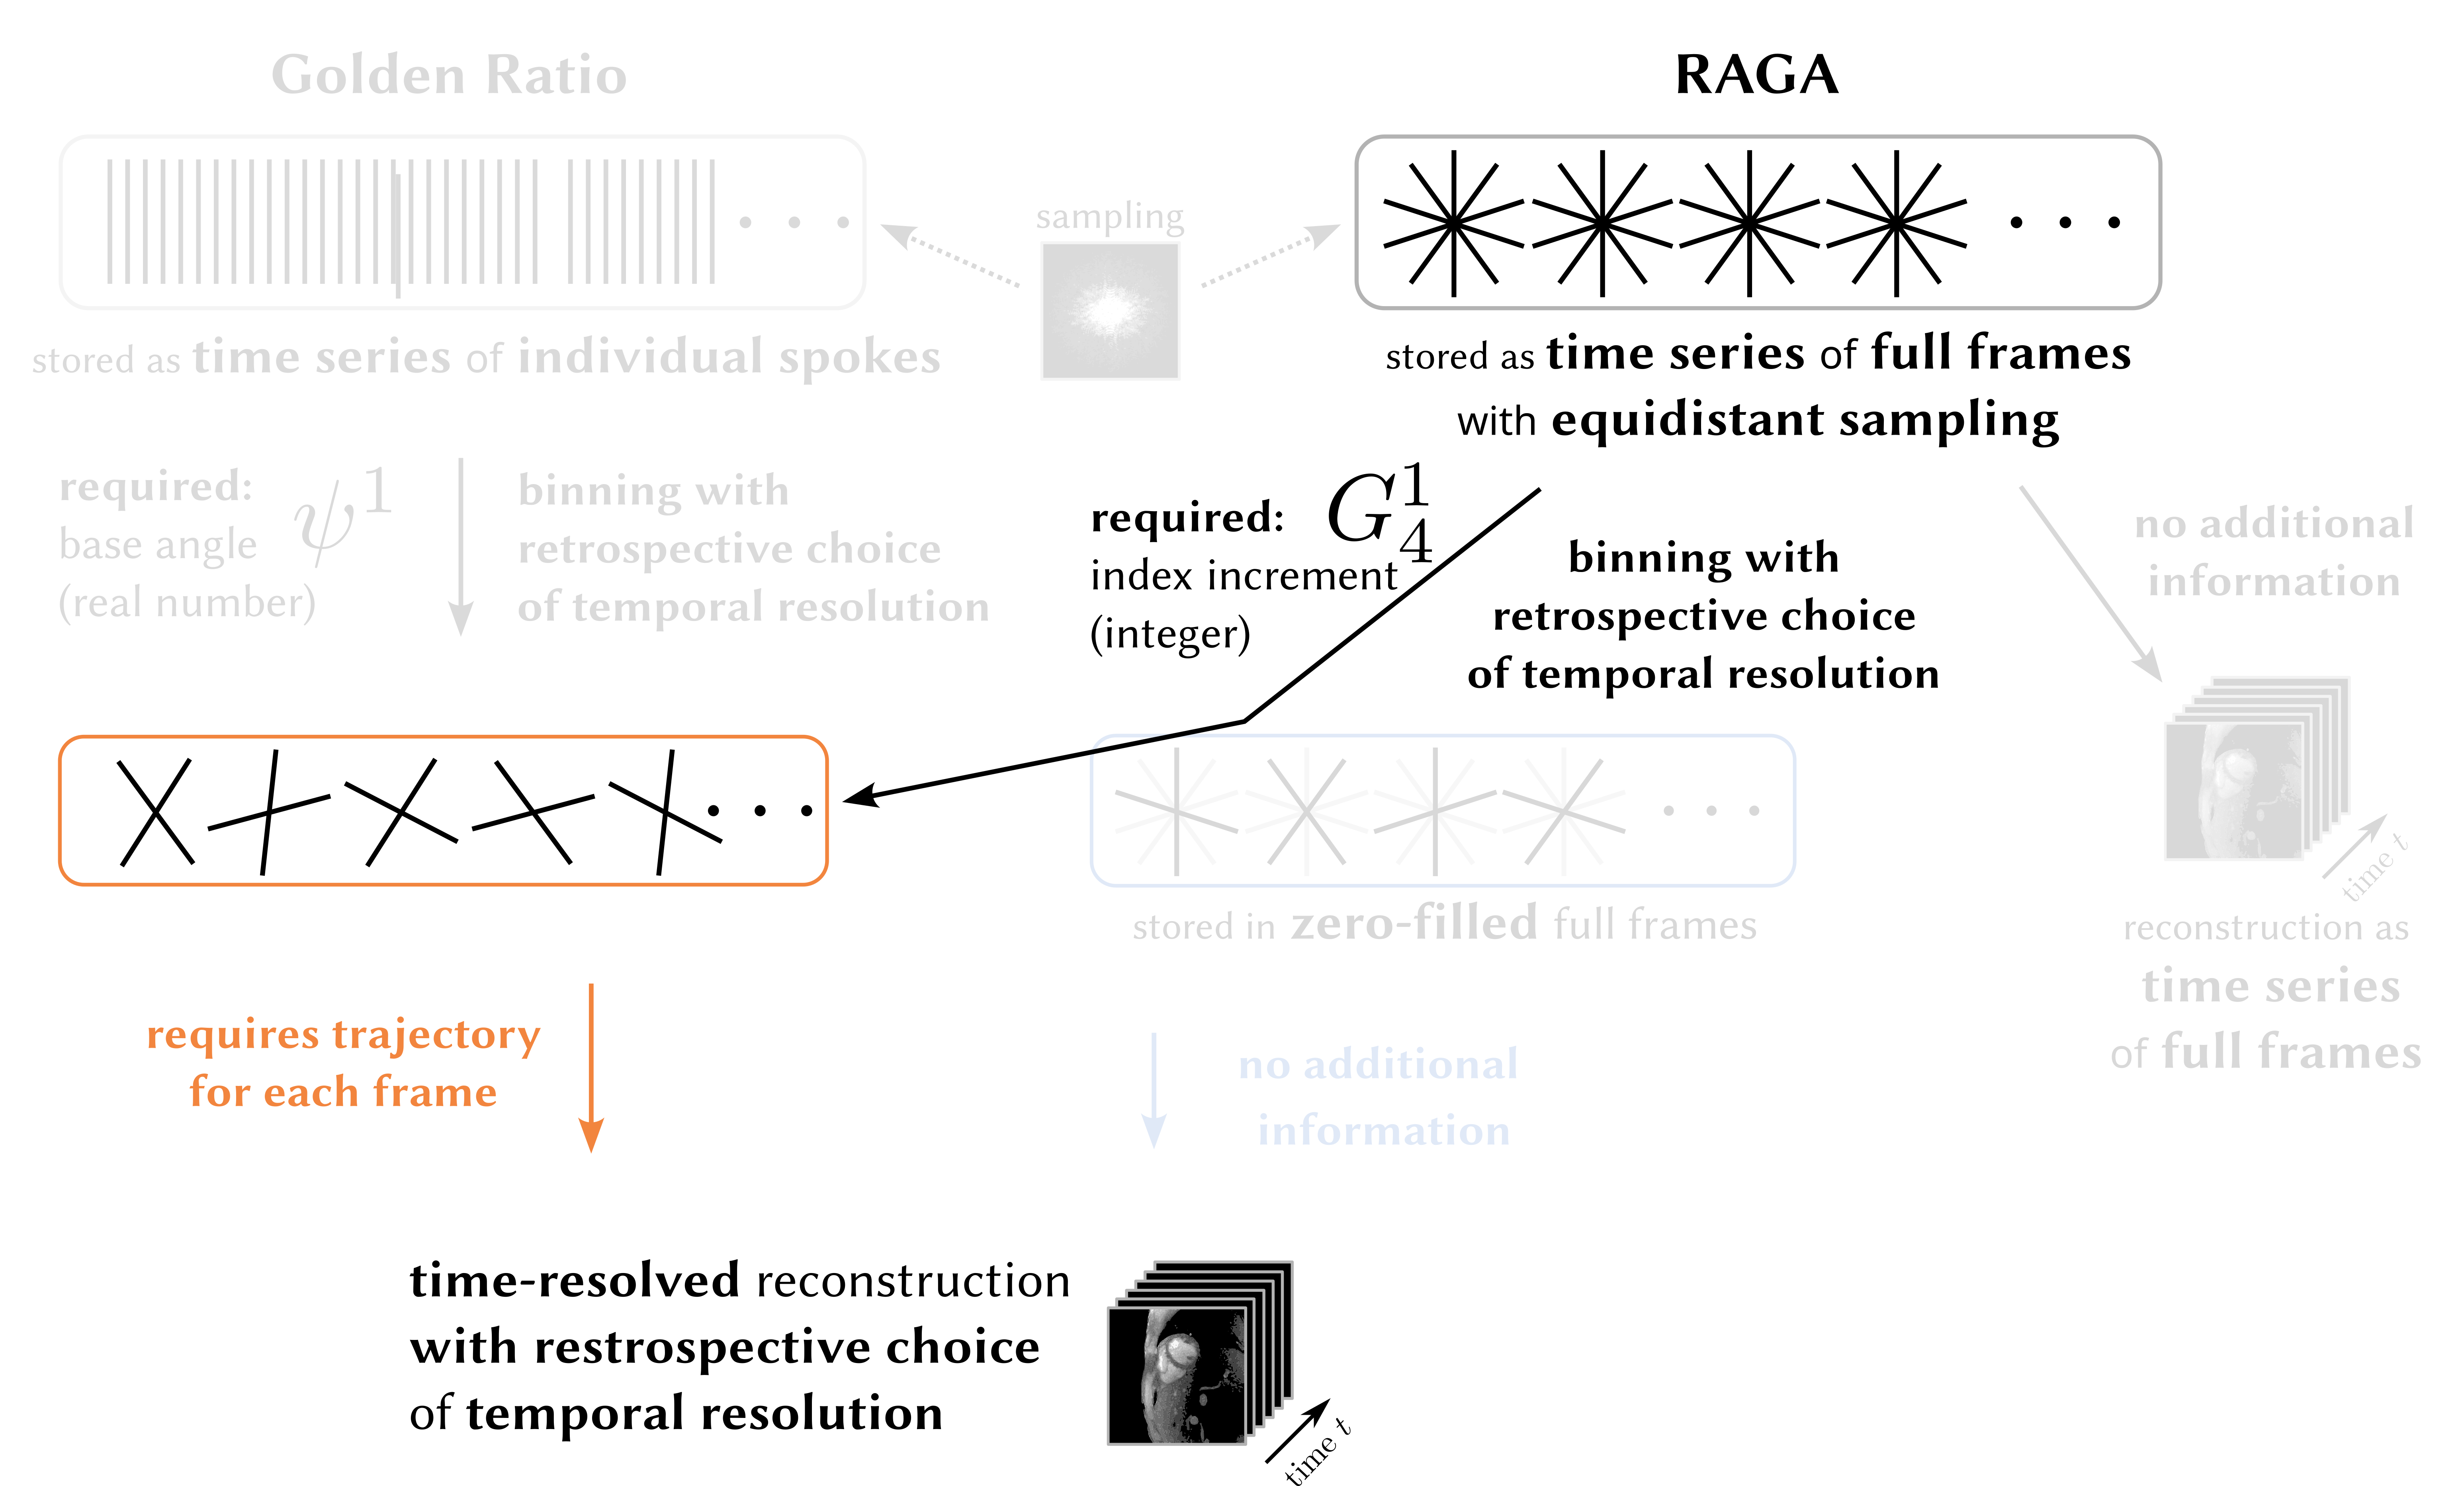 Golden Ratio
RAGA
sampling
stored as time series of individual spokes
stored as time series of full frames
with equidistant sampling
required:
base angle
(real number)
ψ¹
binning with
retrospective choice
of temporal resolution
required:
index increment
(integer)
G¹₄
binning with
retrospective choice
of temporal resolution
no additional
information
stored in zero-filled full frames
time t
reconstruction as
time series
of full frames
requires trajectory
for each frame
no additional
information
time-resolved reconstruction
with restrospective choice
of temporal resolution
time t